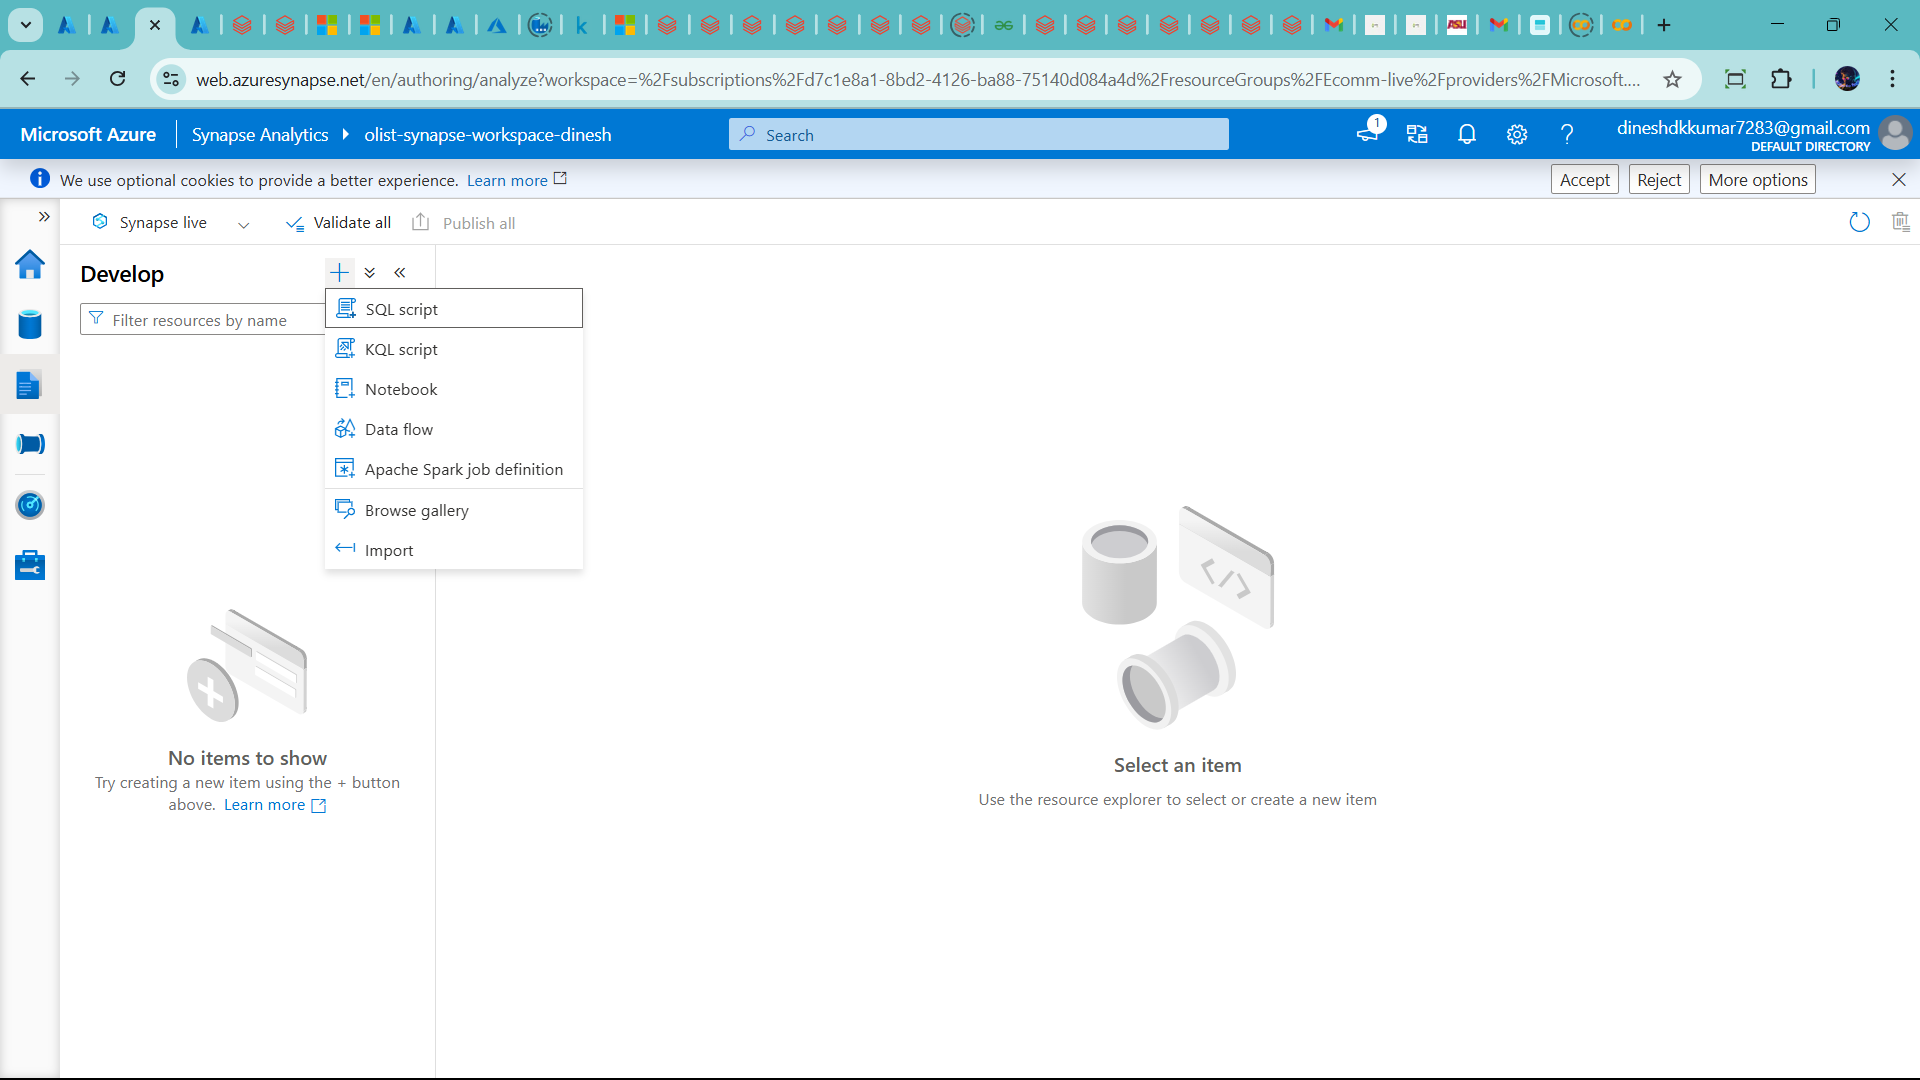 web.azuresynapse.net/en/authoring/analyze?workspace=%2Fsubscriptions%2Fd7c1e8a1-8bd2-4126-ba88-75140d084a4d%2FresourceGroups%2FEcomm-live%2Fproviders%2FMicrosoft....
Microsoft Azure Synapse Analytics olist-synapse-workspace-dinesh Search 1 dineshdkkumar7283@gmail.com
DEFAULT DIRECTORY
We use optional cookies to provide a better experience. Learn more Accept Reject More options
Synapse live Validate all Publish all
Develop
Filter resources by name
SQL script
KQL script
Notebook
Data flow
Apache Spark job definition
Browse gallery
Import
No items to show
Try creating a new item using the + button
above. Learn more
Select an item
Use the resource explorer to select or create a new item